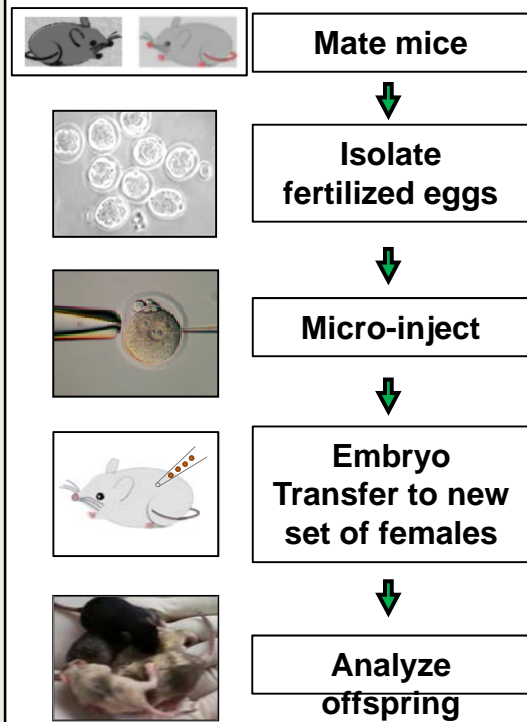 Mate mice
Isolate
fertilized eggs
Micro-inject
Embryo
Transfer to new
set of females
Analyze
offspring